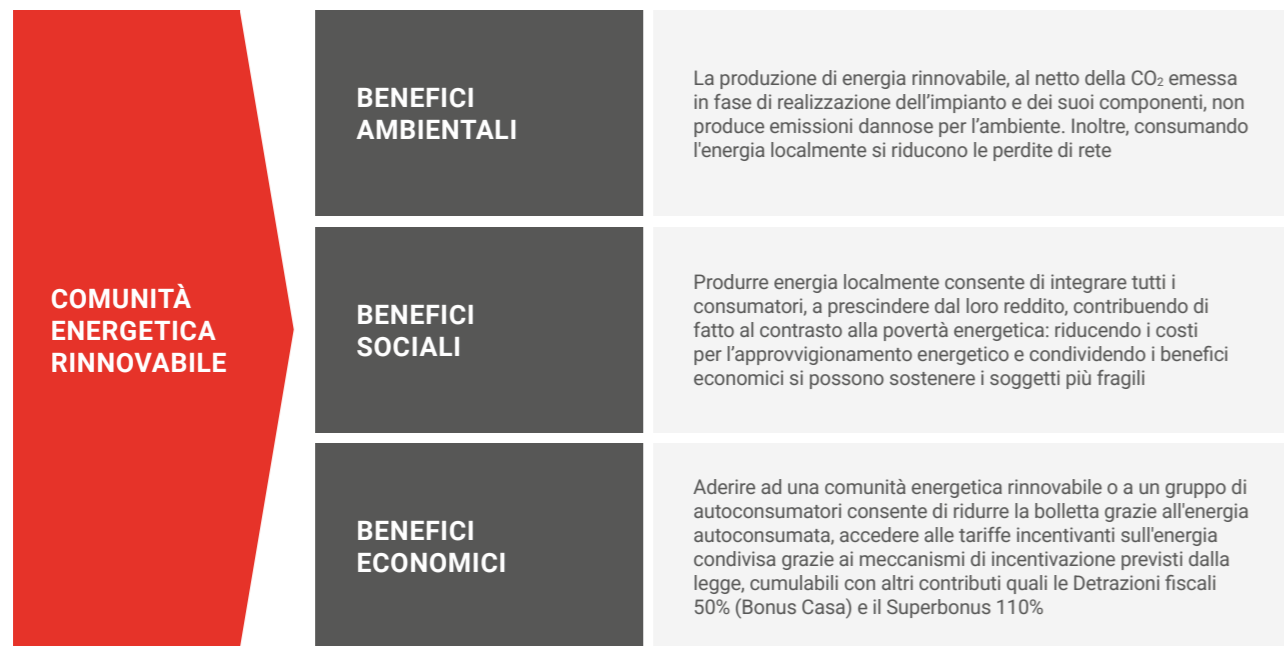 COMUNITÀ
ENERGETICA
RINNOVABILE
BENEFICI
AMBIENTALI
La produzione di energia rinnovabile, al netto della CO₂ emessa
in fase di realizzazione dell’impianto e dei suoi componenti, non
produce emissioni dannose per l’ambiente. Inoltre, consumando
l'energia localmente si riducono le perdite di rete
BENEFICI
SOCIALI
Produrre energia localmente consente di integrare tutti i
consumatori, a prescindere dal loro reddito, contribuendo di
fatto al contrasto alla povertà energetica: riducendo i costi
per l’approvvigionamento energetico e condividendo i benefici
economici si possono sostenere i soggetti più fragili
BENEFICI
ECONOMICI
Aderire ad una comunità energetica rinnovabile o a un gruppo di
autoconsumatori consente di ridurre la bolletta grazie all'energia
autoconsumata, accedere alle tariffe incentivanti sull'energia
condivisa grazie ai meccanismi di incentivazione previsti dalla
legge, cumulabili con altri contributi quali le Detrazioni fiscali
50% (Bonus Casa) e il Superbonus 110%